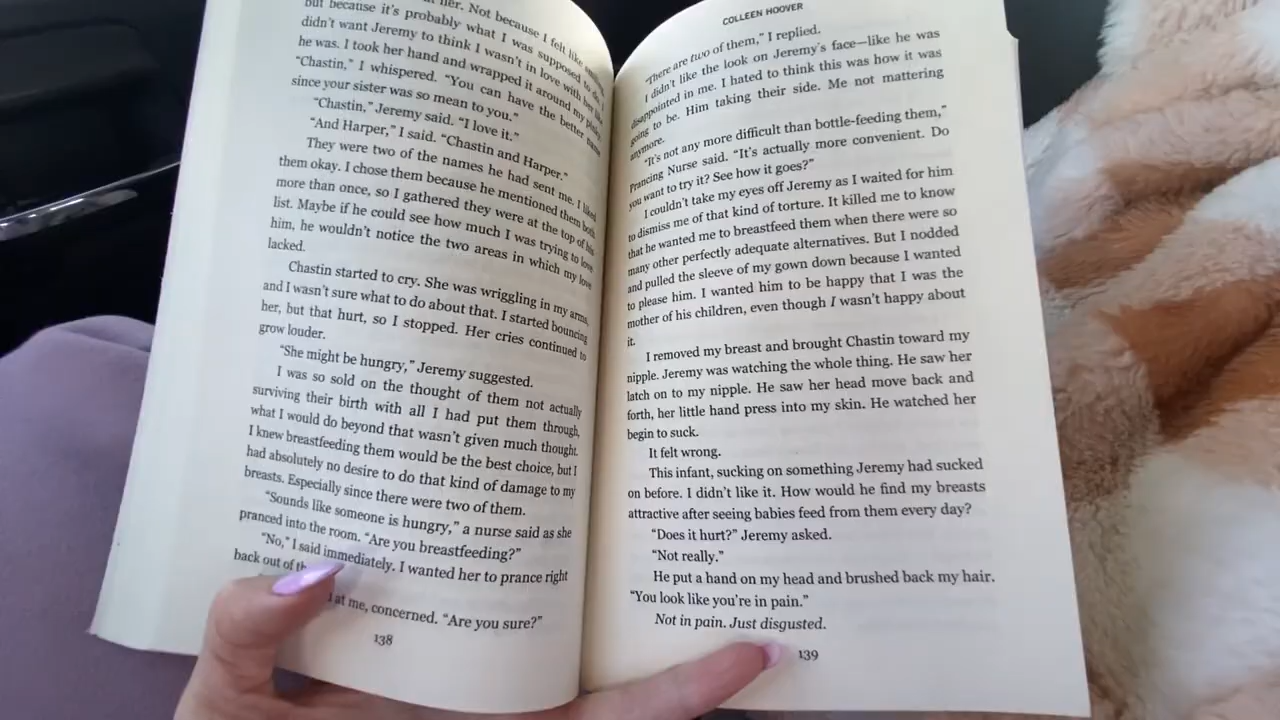 her. Not because I felt like
but because it's probably what I was supposed to do. I
didn't want Jeremy to think I wasn't in love with her like
he was. I took her hand and wrapped it around my pinky.
"Chastin," I whispered. "You can have the better name
since your sister was so mean to you."
"Chastin," Jeremy said. "I love it."
"And Harper," I said. "Chastin and Harper."
They were two of the names he had sent me. I liked
them okay. I chose them because he mentioned them both
more than once, so I gathered they were at the top of his
list. Maybe if he could see how much I was trying to love
him, he wouldn't notice the two areas in which my love
lacked.
Chastin started to cry. She was wriggling in my arms,
and I wasn't sure what to do about that. I started bouncing
her, but that hurt, so I stopped. Her cries continued to
grow louder.
"She might be hungry," Jeremy suggested.
I was so sold on the thought of them not actually
surviving their birth with all I had put them through,
what I would do beyond that wasn't given much thought.
I knew breastfeeding them would be the best choice, but I
had absolutely no desire to do that kind of damage to my
breasts. Especially since there were two of them.
"Sounds like someone is hungry," a nurse said as she
pranced into the room. "Are you breastfeeding?"
"No," I said immediately. I wanted her to prance right
back out of th
at me, concerned. "Are you sure?"
138
COLLEEN HOOVER
"There are two of them," I replied.
I didn't like the look on Jeremy's face—like he was
disappointed in me. I hated to think this was how it was
going to be. Him taking their side. Me not mattering
anymore.
"It's not any more difficult than bottle-feeding them,"
Prancing Nurse said. "It's actually more convenient. Do
you want to try it? See how it goes?"
I couldn't take my eyes off Jeremy as I waited for him
to dismiss me of that kind of torture. It killed me to know
that he wanted me to breastfeed them when there were so
many other perfectly adequate alternatives. But I nodded
and pulled the sleeve of my gown down because I wanted
to please him. I wanted him to be happy that I was the
mother of his children, even though I wasn't happy about
it.
I removed my breast and brought Chastin toward my
nipple. Jeremy was watching the whole thing. He saw her
latch on to my nipple. He saw her head move back and
forth, her little hand press into my skin. He watched her
begin to suck.
It felt wrong.
This infant, sucking on something Jeremy had sucked
on before. I didn't like it. How would he find my breasts
attractive after seeing babies feed from them every day?
"Does it hurt?" Jeremy asked.
"Not really."
He put a hand on my head and brushed back my hair.
"You look like you're in pain."
Not in pain. Just disgusted.
139